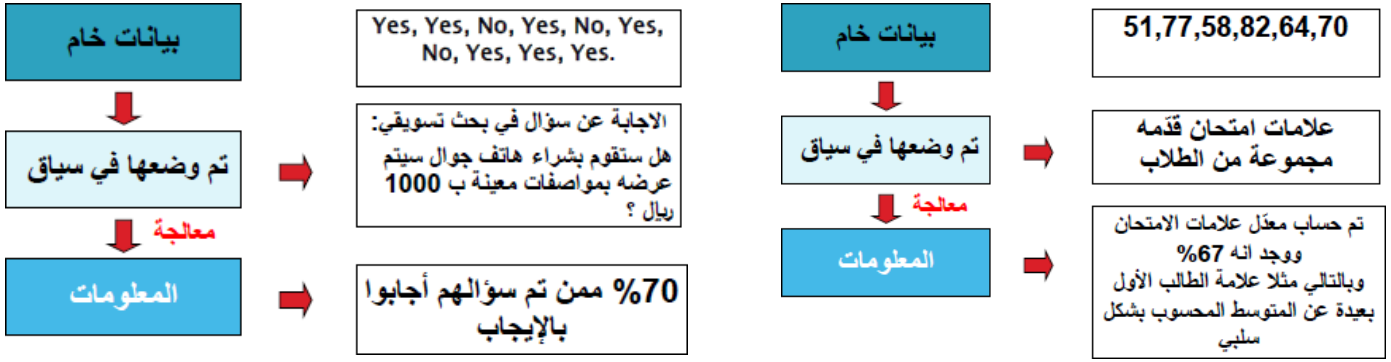 بيانات خام
Yes, Yes, No, Yes, No, Yes,
No, Yes, Yes, Yes.
تم وضعها في سياق
الاجابة عن سؤال في بحث تسويقي:
هل ستقوم بشراء هاتف جوال سيتم
عرضه بمواصفات معينة ب 1000
ريال ؟
معالجة
المعلومات
70% ممن تم سؤالهم أجابوا
بالإيجاب
بيانات خام
51,77,58,82,64,70
تم وضعها في سياق
علامات امتحان قدّمه
مجموعة من الطلاب
معالجة
المعلومات
تم حساب معدّل علامات الامتحان
ووجد انه 67%
وبالتالي مثلا علامة الطالب الأول
بعيدة عن المتوسط المحسوب بشكل
سلبي